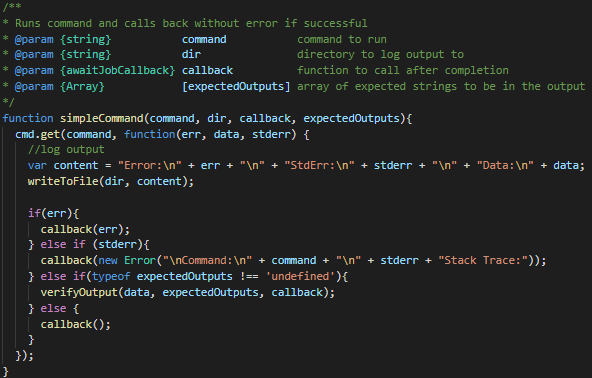 /**
* Runs command and calls back without error if successful
* @param {string}           command           command to run
* @param {string}           dir               directory to log output to
* @param {awaitJobCallback} callback          function to call after completion
* @param {Array}            [expectedOutputs] array of expected strings to be in the output
*/
function simpleCommand(command, dir, callback, expectedOutputs){
  cmd.get(command, function(err, data, stderr) {
    //log output
    var content = "Error:\n" + err + "\n" + "StdErr:\n" + stderr + "\n" + "Data:\n" + data;
    writeToFile(dir, content);

    if(err){
      callback(err);
    } else if (stderr){
      callback(new Error("\nCommand:\n" + command + "\n" + stderr + "Stack Trace:"));
    } else if(typeof expectedOutputs !== 'undefined'){
      verifyOutput(data, expectedOutputs, callback);
    } else {
      callback();
    }
  });
}